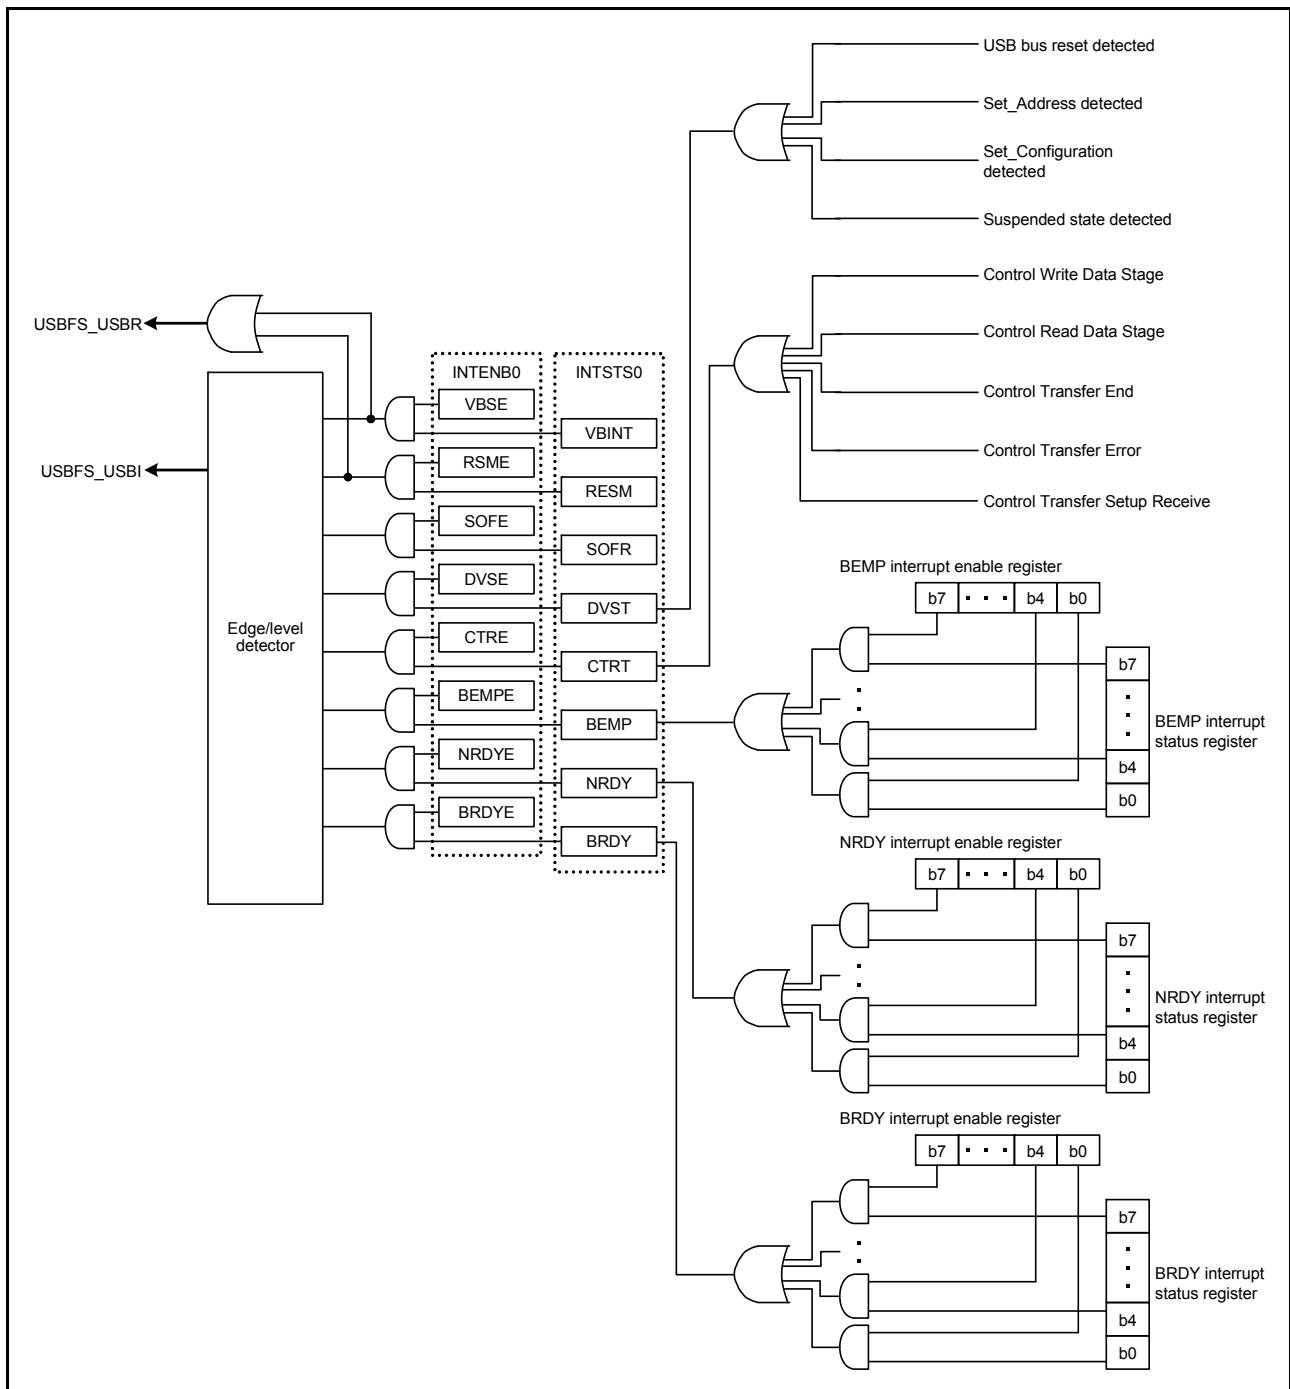 USB bus reset detected
Set_Address detected
Set_Configuration
detected
Suspended state detected
Control Write Data Stage
Control Read Data Stage
Control Transfer End
Control Transfer Error
Control Transfer Setup Receive
USBFS_USBR
USBFS_USBI
Edge/level
detector
INTENB0
VBSE
RSME
SOFE
DVSE
CTRE
BEMPE
NRDYE
BRDYE
INTSTS0
VBINT
RESM
SOFR
DVST
CTRT
BEMP
NRDY
BRDY
BEMP interrupt enable register
b7 · · · b4 b0
b7
b4
b0
BEMP interrupt
status register
NRDY interrupt enable register
b7 · · · b4 b0
b7
b4
b0
NRDY interrupt
status register
BRDY interrupt enable register
b7 · · · b4 b0
b7
b4
b0
BRDY interrupt
status register